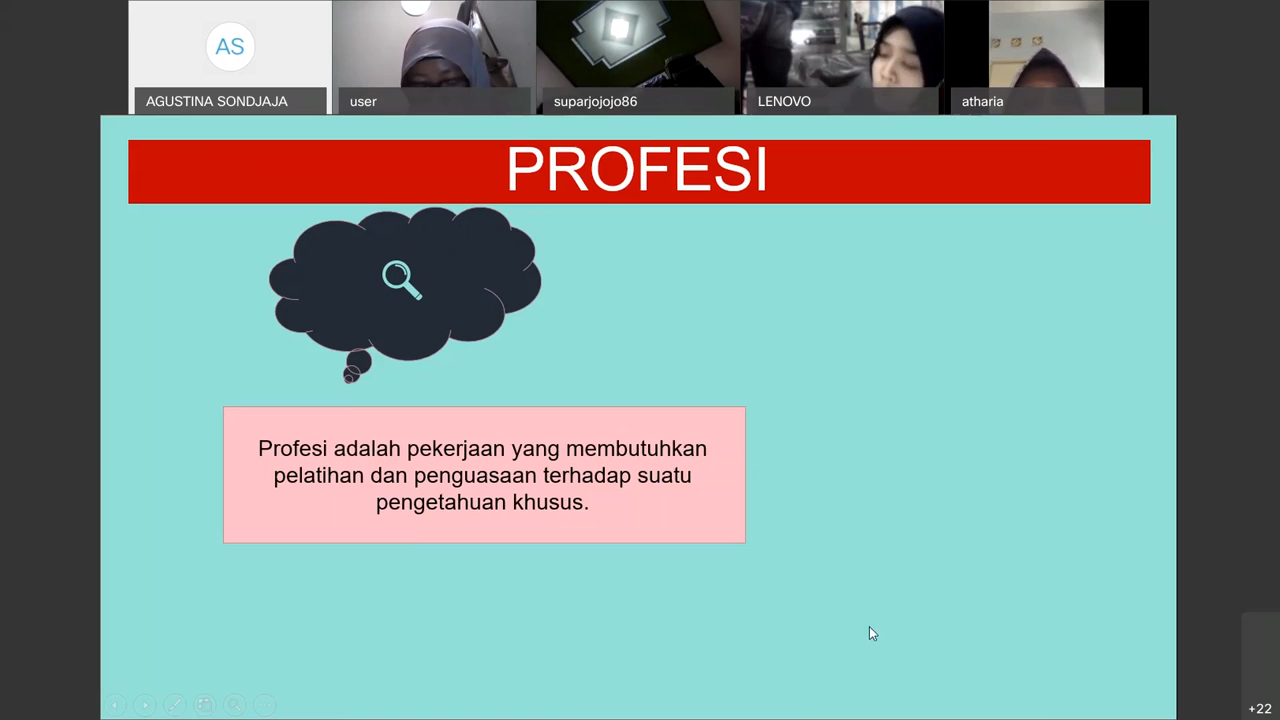 AS
AGUSTINA SONDJAJA
user
suparjojojo86
LENOVO
atharia
PROFESI
Profesi adalah pekerjaan yang membutuhkan
pelatihan dan penguasaan terhadap suatu
pengetahuan khusus.
+22